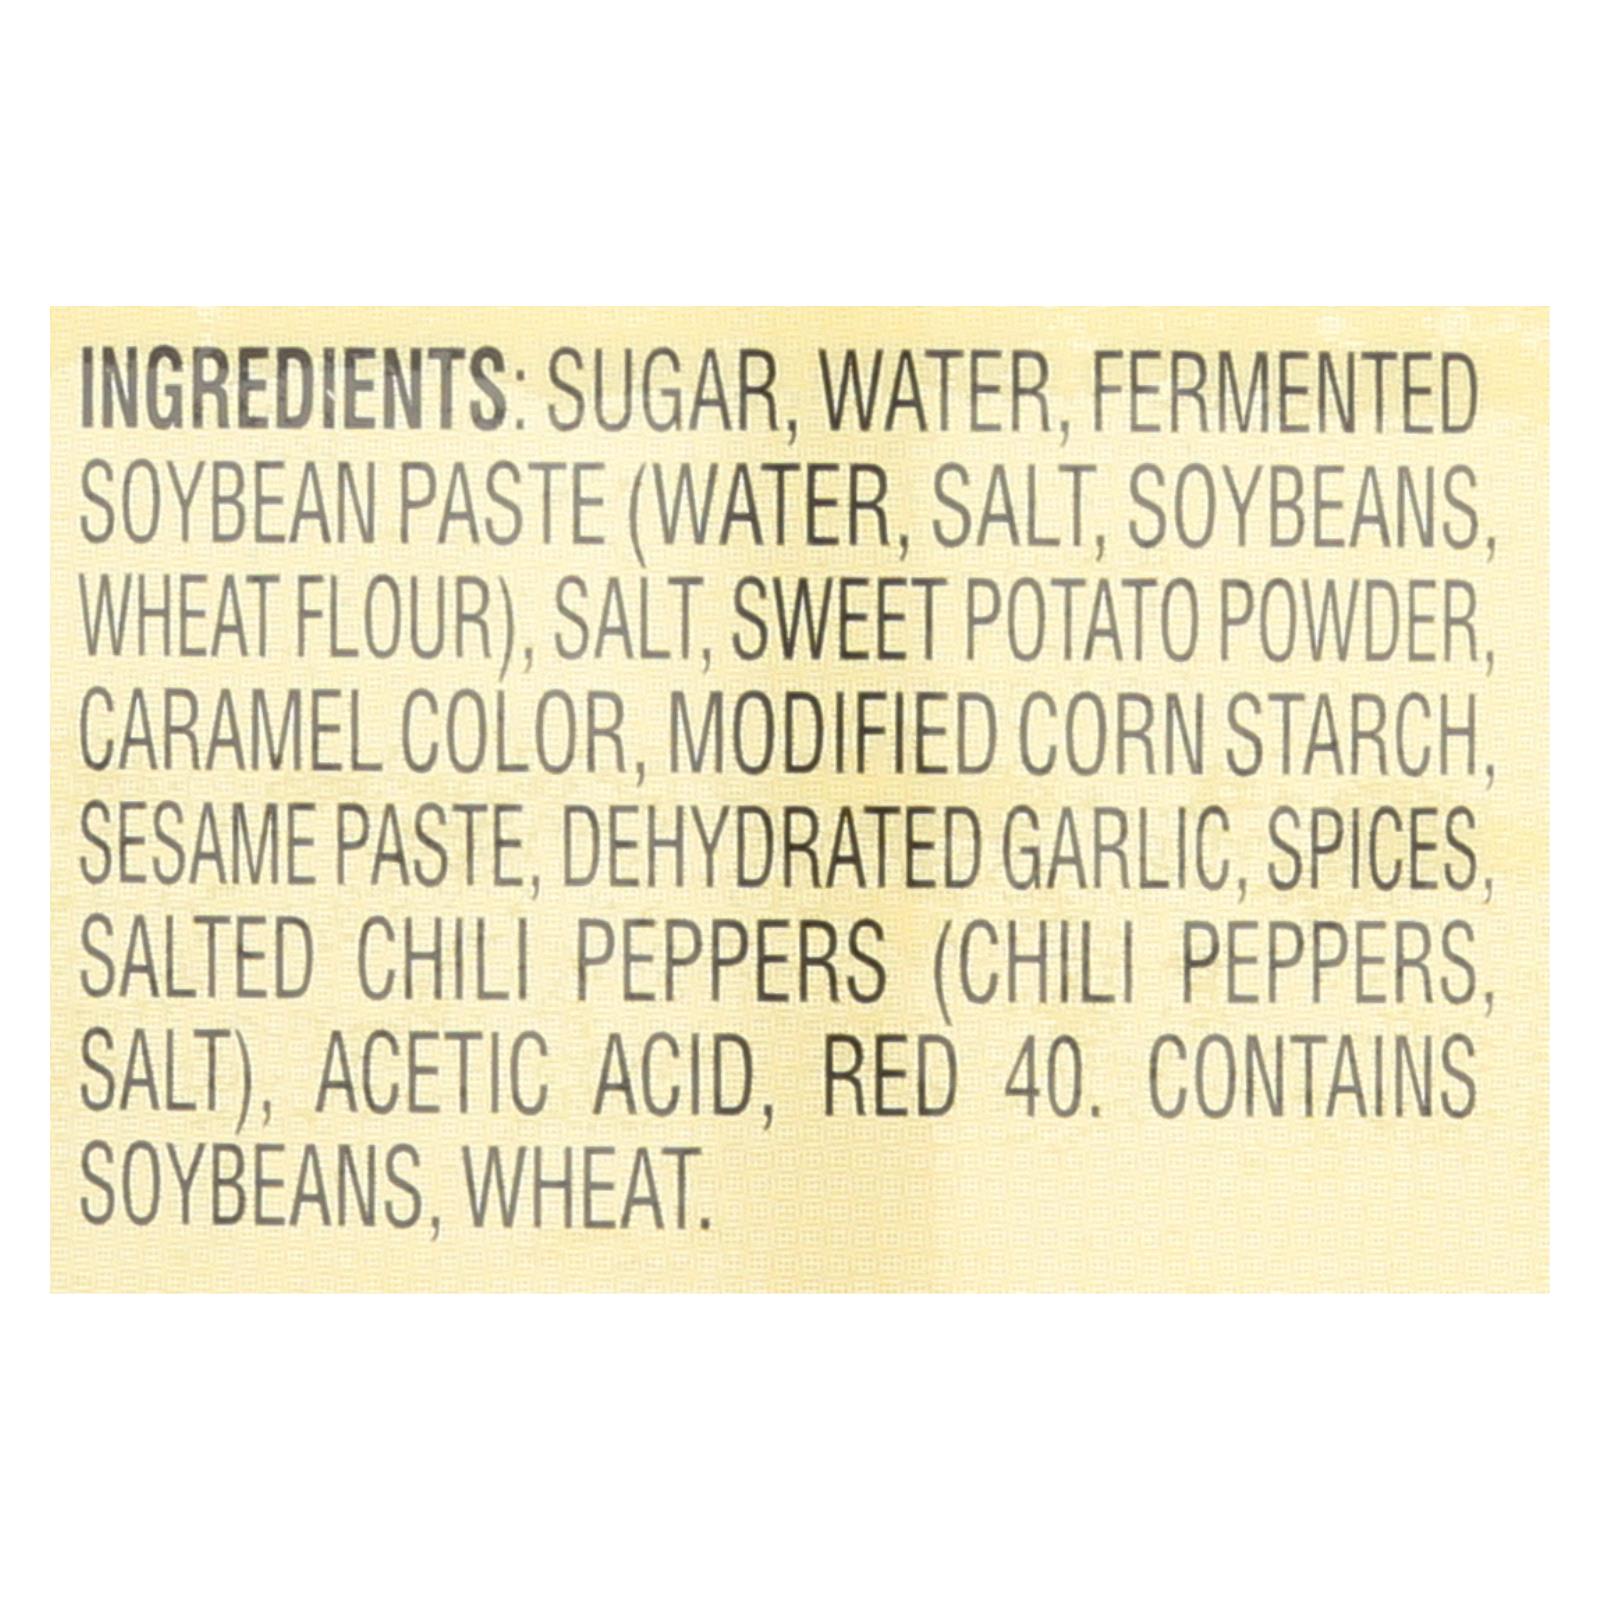 INGREDIENTS: SUGAR, WATER, FERMENTED
SOYBEAN PASTE (WATER, SALT, SOYBEANS,
WHEAT FLOUR), SALT, SWEET POTATO POWDER,
CARAMEL COLOR, MODIFIED CORN STARCH,
SESAME PASTE, DEHYDRATED GARLIC, SPICES,
SALTED CHILI PEPPERS (CHILI PEPPERS,
SALT), ACETIC ACID, RED 40. CONTAINS
SOYBEANS, WHEAT.